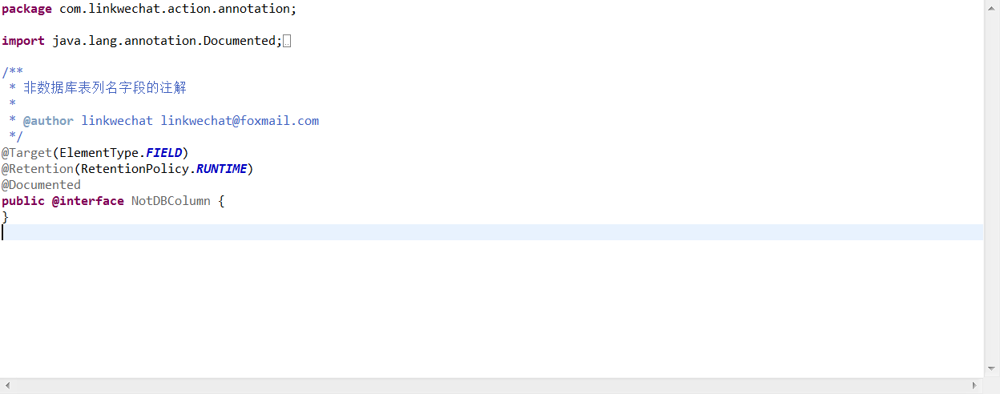 package com.linkwechat.action.annotation;
import java.lang.annotation.Documented;
/**
* 非数据库表列名字段的注解
*
* @author linkwechat linkwechat@foxmail.com
*/
@Target(ElementType.FIELD)
@Retention(RetentionPolicy.RUNTIME)
@Documented
public @interface NotDBColumn {
}